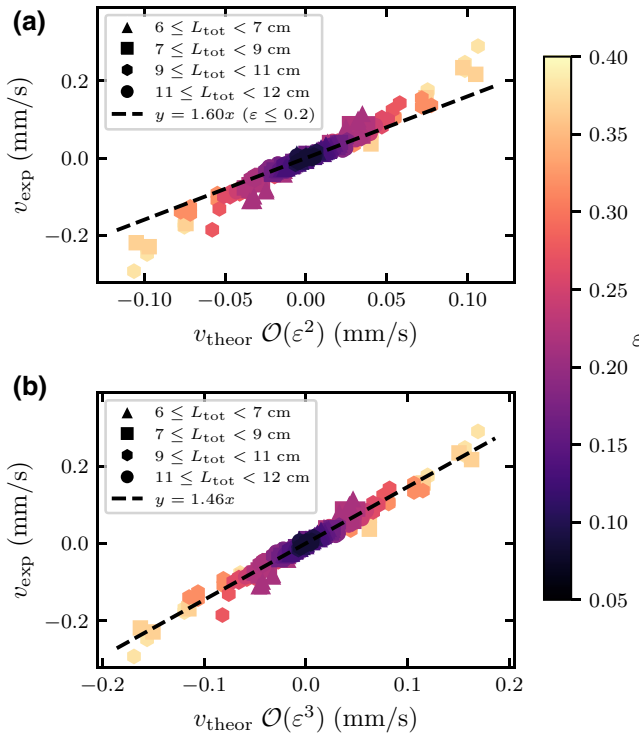 (a)
6 ≤ L_tot < 7 cm
7 ≤ L_tot < 9 cm
9 ≤ L_tot < 11 cm
11 ≤ L_tot < 12 cm
y = 1.60x (ε ≤ 0.2)
0.2
0.0
−0.2
v_exp (mm/s)
−0.10 −0.05 0.00 0.05 0.10
v_theor O(ε²) (mm/s)
(b)
6 ≤ L_tot < 7 cm
7 ≤ L_tot < 9 cm
9 ≤ L_tot < 11 cm
11 ≤ L_tot < 12 cm
y = 1.46x
0.2
0.0
−0.2
v_exp (mm/s)
−0.2 −0.1 0.0 0.1 0.2
v_theor O(ε³) (mm/s)
0.40
0.35
0.30
0.25
0.20
0.15
0.10
0.05
ε